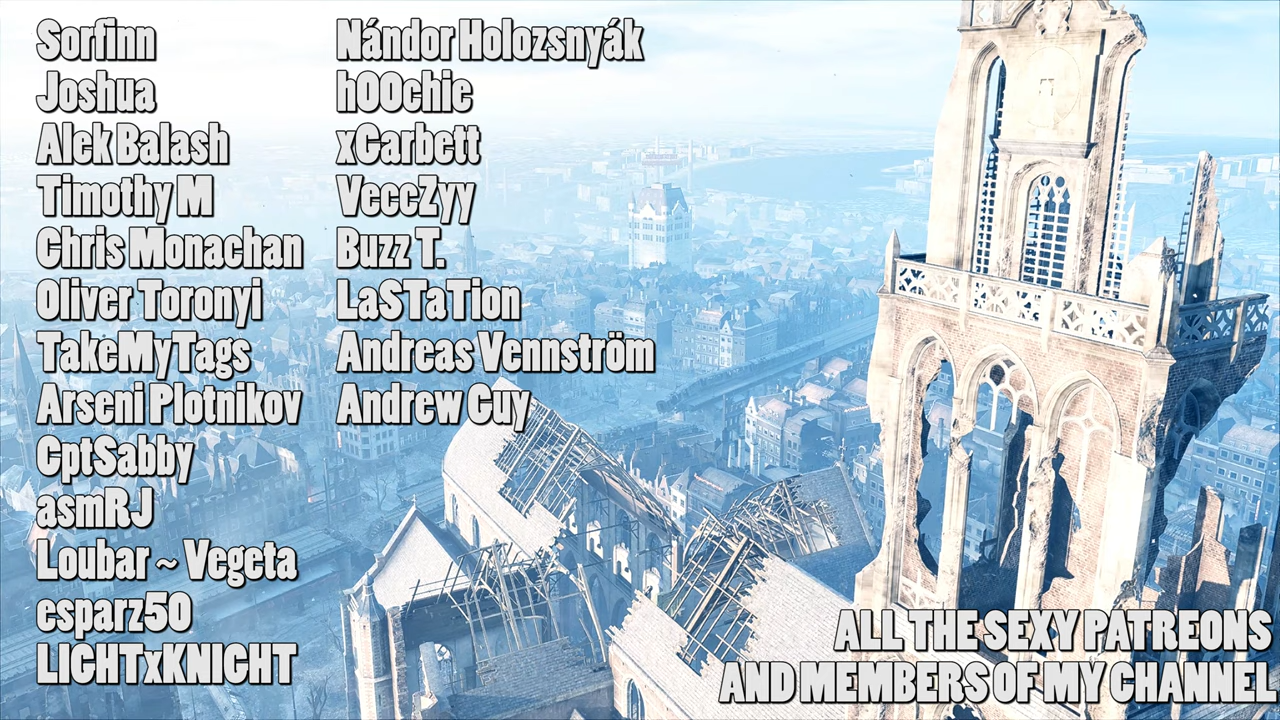 Sorfinn
Joshua
Alek Balash
Timothy M
Chris Monachan
Oliver Toronyi
TakeMyTags
Arseni Plotnikov
CptSabby
asmRJ
Loubar ~ Vegeta
esparz50
LIGHTxKNIGHT
Nándor Holozsnyák
h00chie
xGarbett
VeccZyy
Buzz T.
LaSTaTion
Andreas Vennström
Andrew Guy
ALL THE SEXY PATREONS
AND MEMBERS OF MY CHANNEL